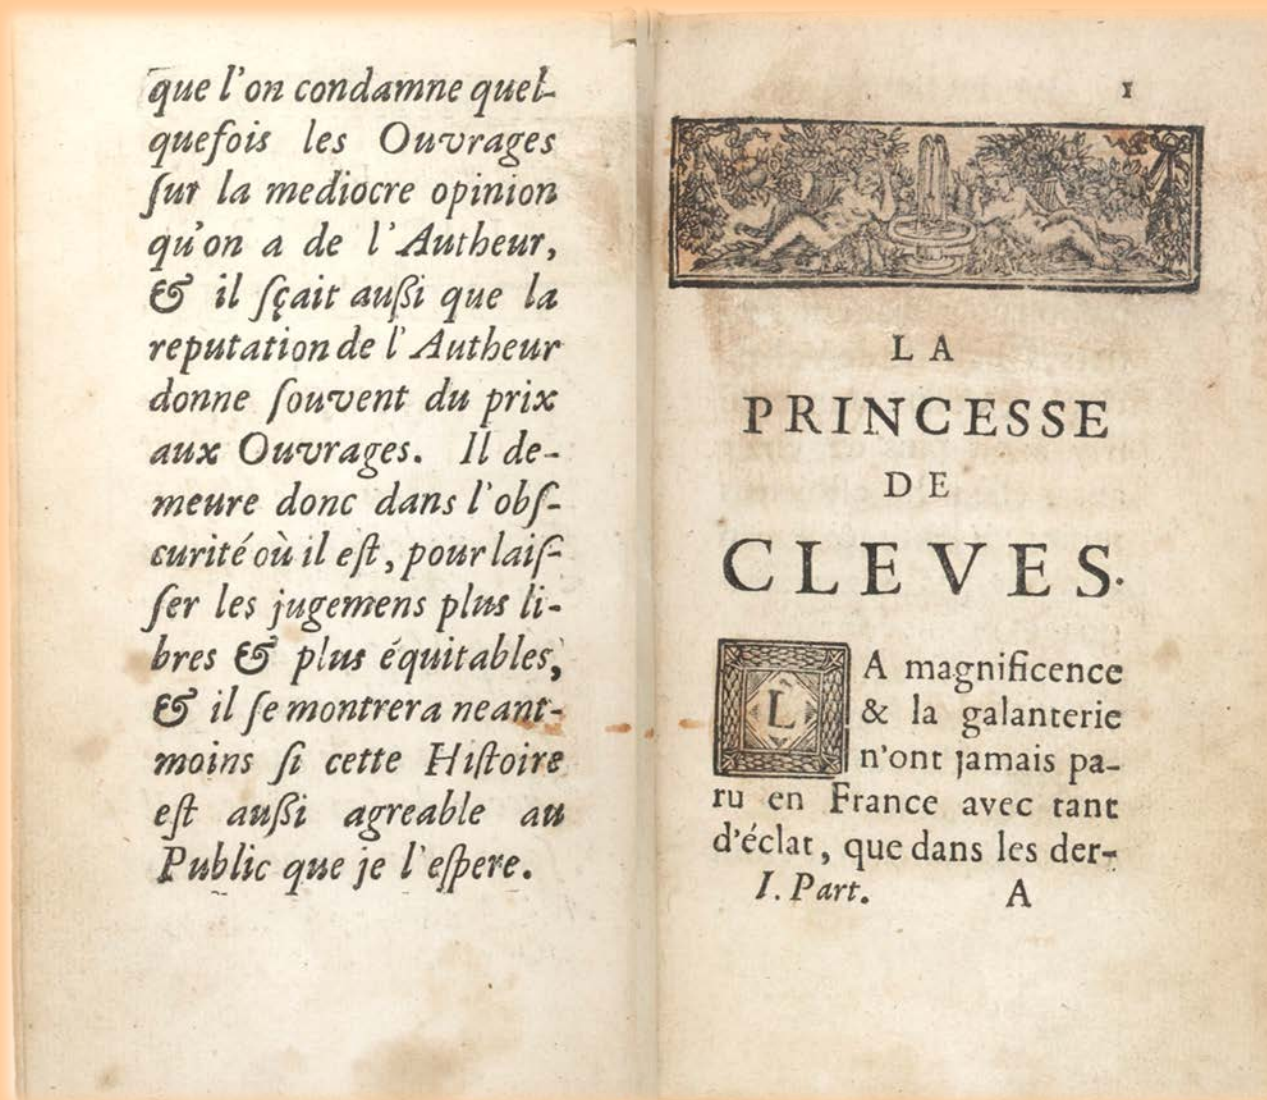 que l'on condamne quel-
quefois les Ouvrages
ſur la mediocre opinion
qu'on a de l'Autheur,
& il ſçait auſſi que la
reputation de l'Autheur
donne ſouvent du prix
aux Ouvrages. Il de-
meure donc dans l'obſ-
curité où il eſt, pour laiſ-
ſer les jugemens plus li-
bres & plus équitables,
& il ſe montrera neant-
moins ſi cette Hiſtoire
eſt auſſi agreable au
Public que je l'eſpere.
1
LA
PRINCESSE
DE
CLEVES.
LA magnificence
& la galanterie
n'ont jamais pa-
ru en France avec tant
d'éclat, que dans les der-
I. Part. A